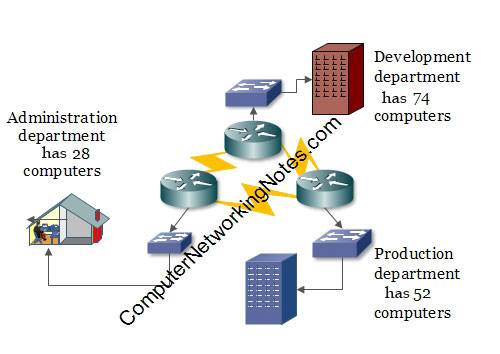 Development
department
has 74
computers
Administration
department
has 28
computers
ComputerNetworkingNotes.com
Production
department
has 52
computers